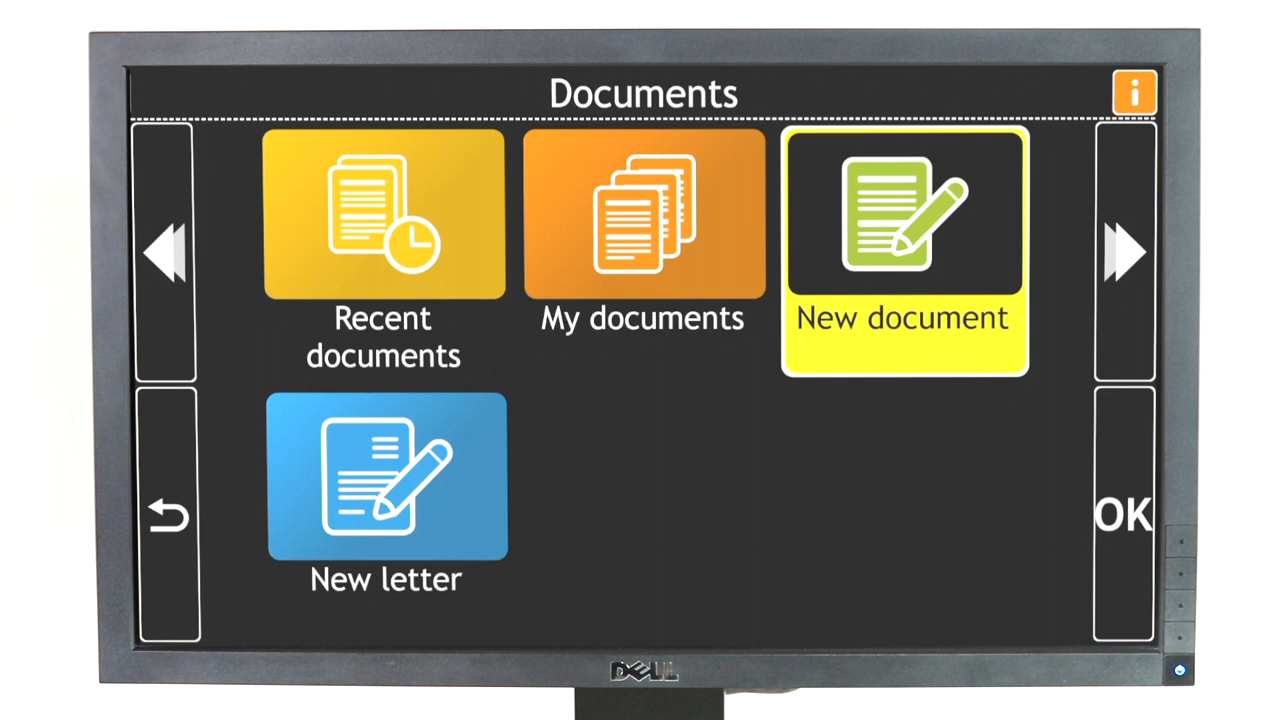 Documents
i
Recent
documents
My documents
New document
New letter
OK
DELL